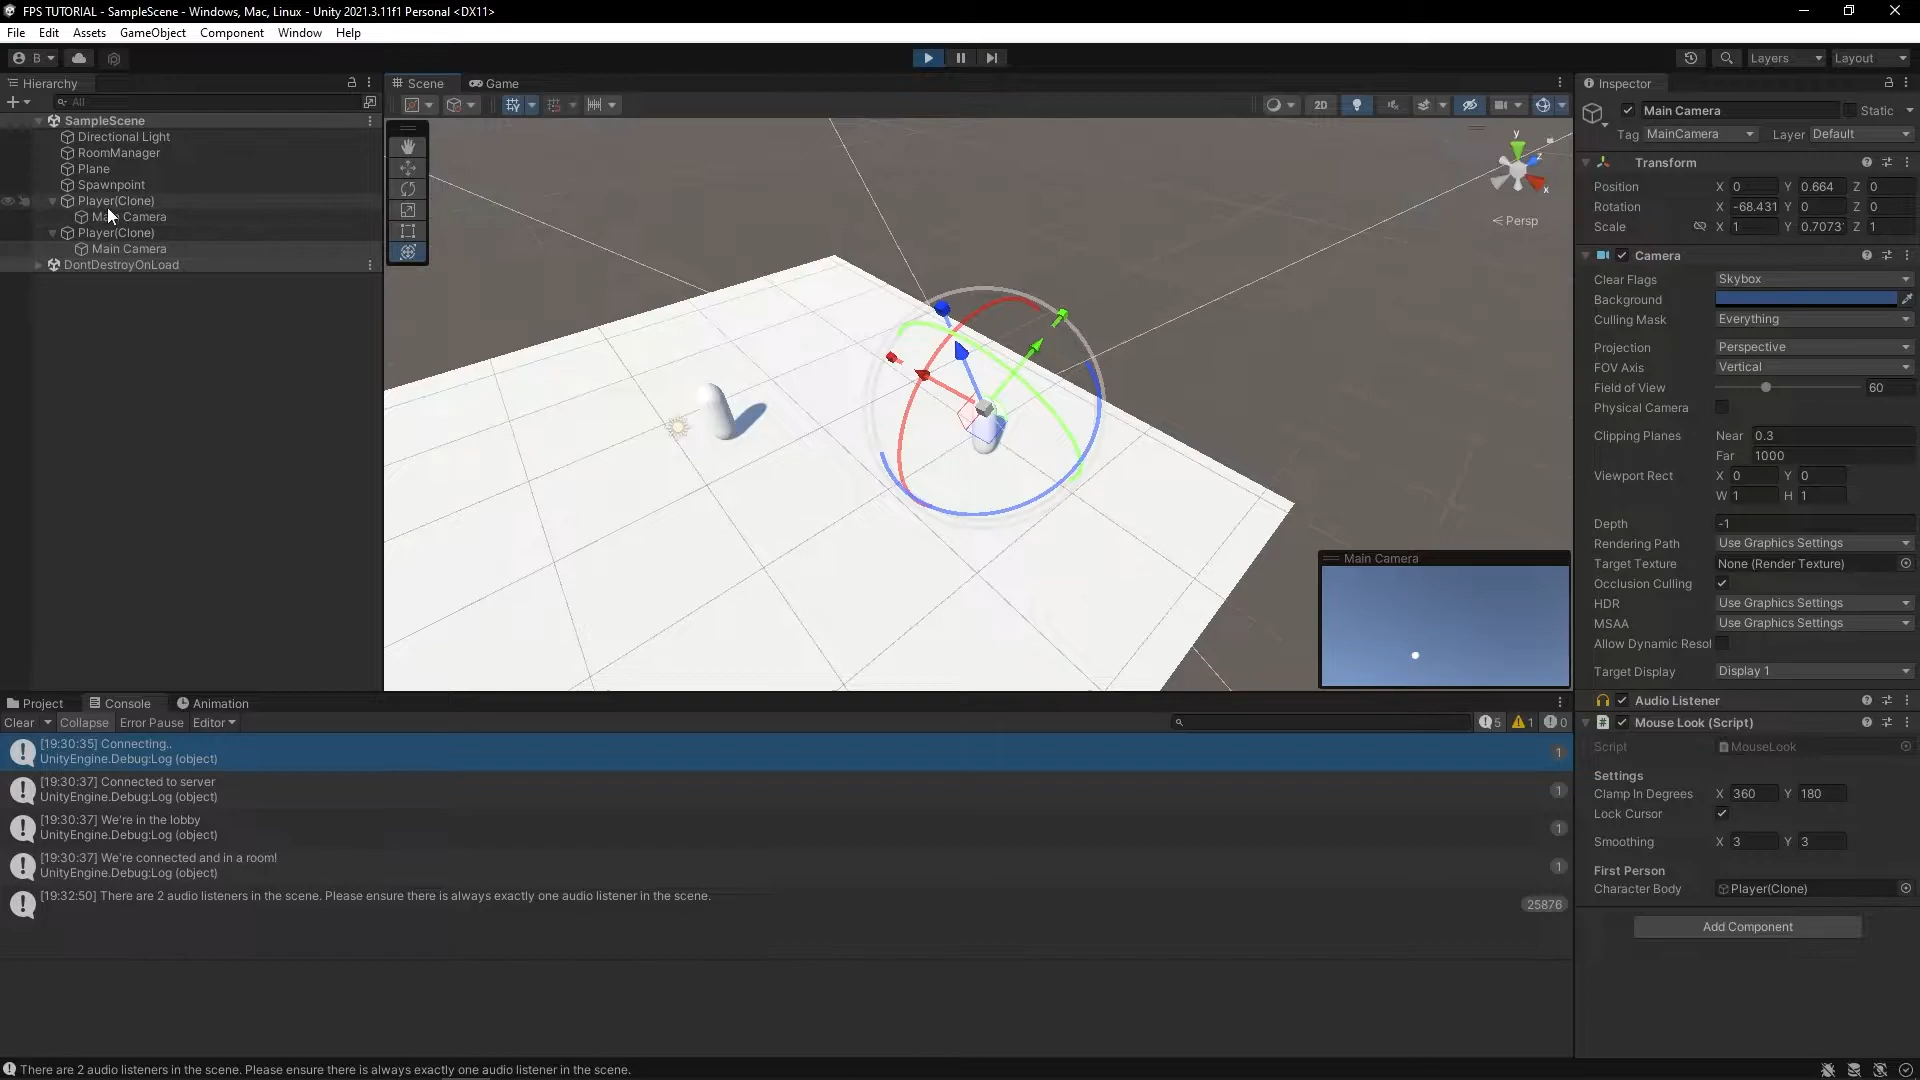 FPS TUTORIAL - SampleScene - Windows, Mac, Linux - Unity 2021.3.11f1 Personal <DX11>
File Edit Assets GameObject Component Window Help
B Layers Layout
Hierarchy
All
SampleScene
Directional Light
RoomManager
Plane
Spawnpoint
Player(Clone)
Main Camera
Player(Clone)
Main Camera
DontDestroyOnLoad
Scene Game
2D
y
z
x
Persp
Main Camera
Inspector
Main Camera Static
Tag MainCamera Layer Default
Transform
Position X 0 Y 0.664 Z 0
Rotation X -68.431 Y 0 Z 0
Scale X 1 Y 0.7073 Z 1
Camera
Clear Flags Skybox
Background
Culling Mask Everything
Projection Perspective
FOV Axis Vertical
Field of View 60
Physical Camera
Clipping Planes Near 0.3
Far 1000
Viewport Rect X 0 Y 0
W 1 H 1
Depth -1
Rendering Path Use Graphics Settings
Target Texture None (Render Texture)
Occlusion Culling
HDR Use Graphics Settings
MSAA Use Graphics Settings
Allow Dynamic Resol
Target Display Display 1
Audio Listener
Mouse Look (Script)
Script MouseLook
Settings
Clamp In Degrees X 360 Y 180
Lock Cursor
Smoothing X 3 Y 3
First Person
Character Body Player(Clone)
Add Component
Project Console Animation
Clear Collapse Error Pause Editor 5 1 0
[19:30:35] Connecting..
UnityEngine.Debug:Log (object) 1
[19:30:37] Connected to server
UnityEngine.Debug:Log (object) 1
[19:30:37] We're in the lobby
UnityEngine.Debug:Log (object) 1
[19:30:37] We're connected and in a room!
UnityEngine.Debug:Log (object) 1
[19:32:50] There are 2 audio listeners in the scene. Please ensure there is always exactly one audio listener in the scene.
25876
There are 2 audio listeners in the scene. Please ensure there is always exactly one audio listener in the scene.